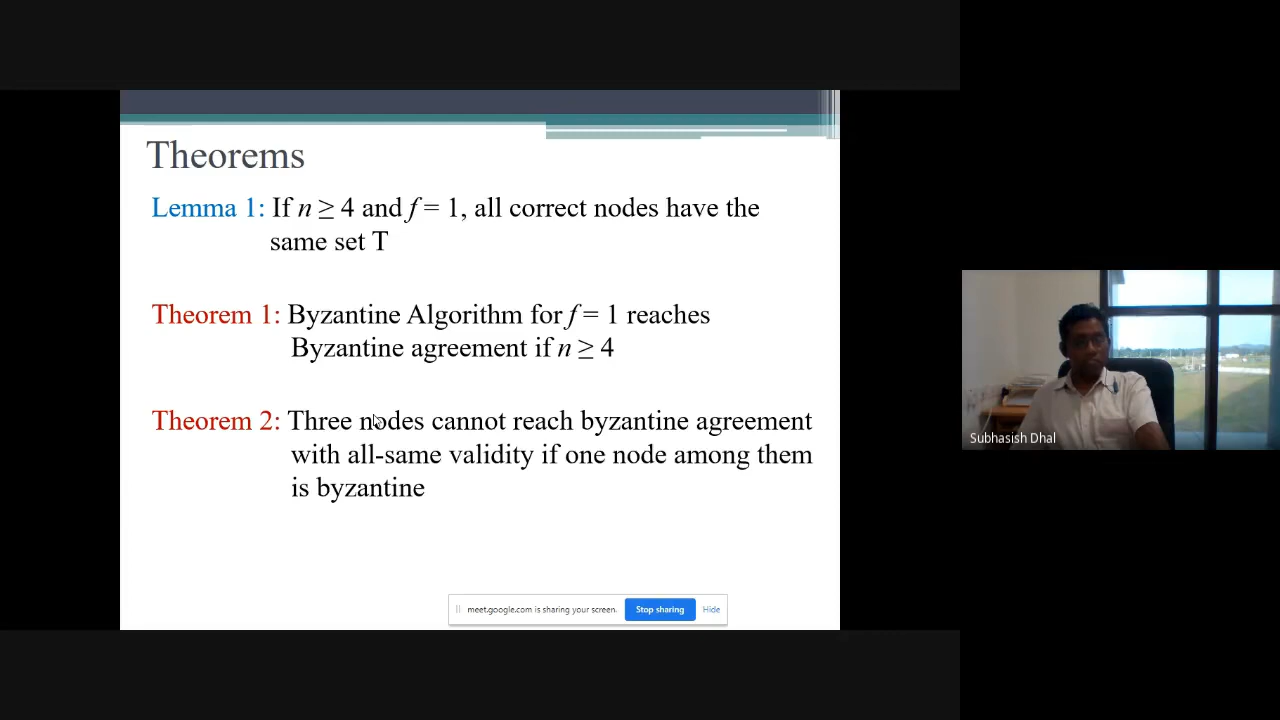 Theorems
Lemma 1: If n ≥ 4 and f = 1, all correct nodes have the
same set T
Theorem 1: Byzantine Algorithm for f = 1 reaches
Byzantine agreement if n ≥ 4
Theorem 2: Three nodes cannot reach byzantine agreement
with all-same validity if one node among them
is byzantine
meet.google.com is sharing your screen. Stop sharing Hide
Subhasish Dhal